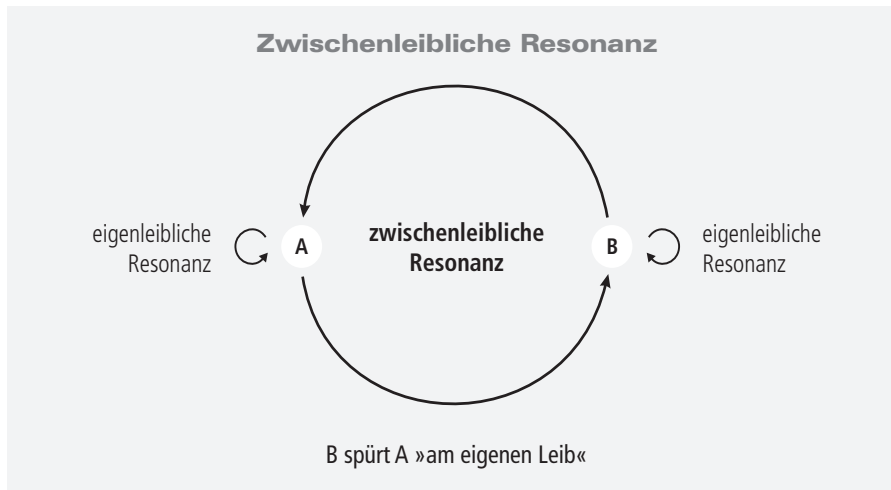 Zwischenleibliche Resonanz
eigenleibliche
Resonanz
A
zwischenleibliche
Resonanz
B
eigenleibliche
Resonanz
B spürt A »am eigenen Leib«